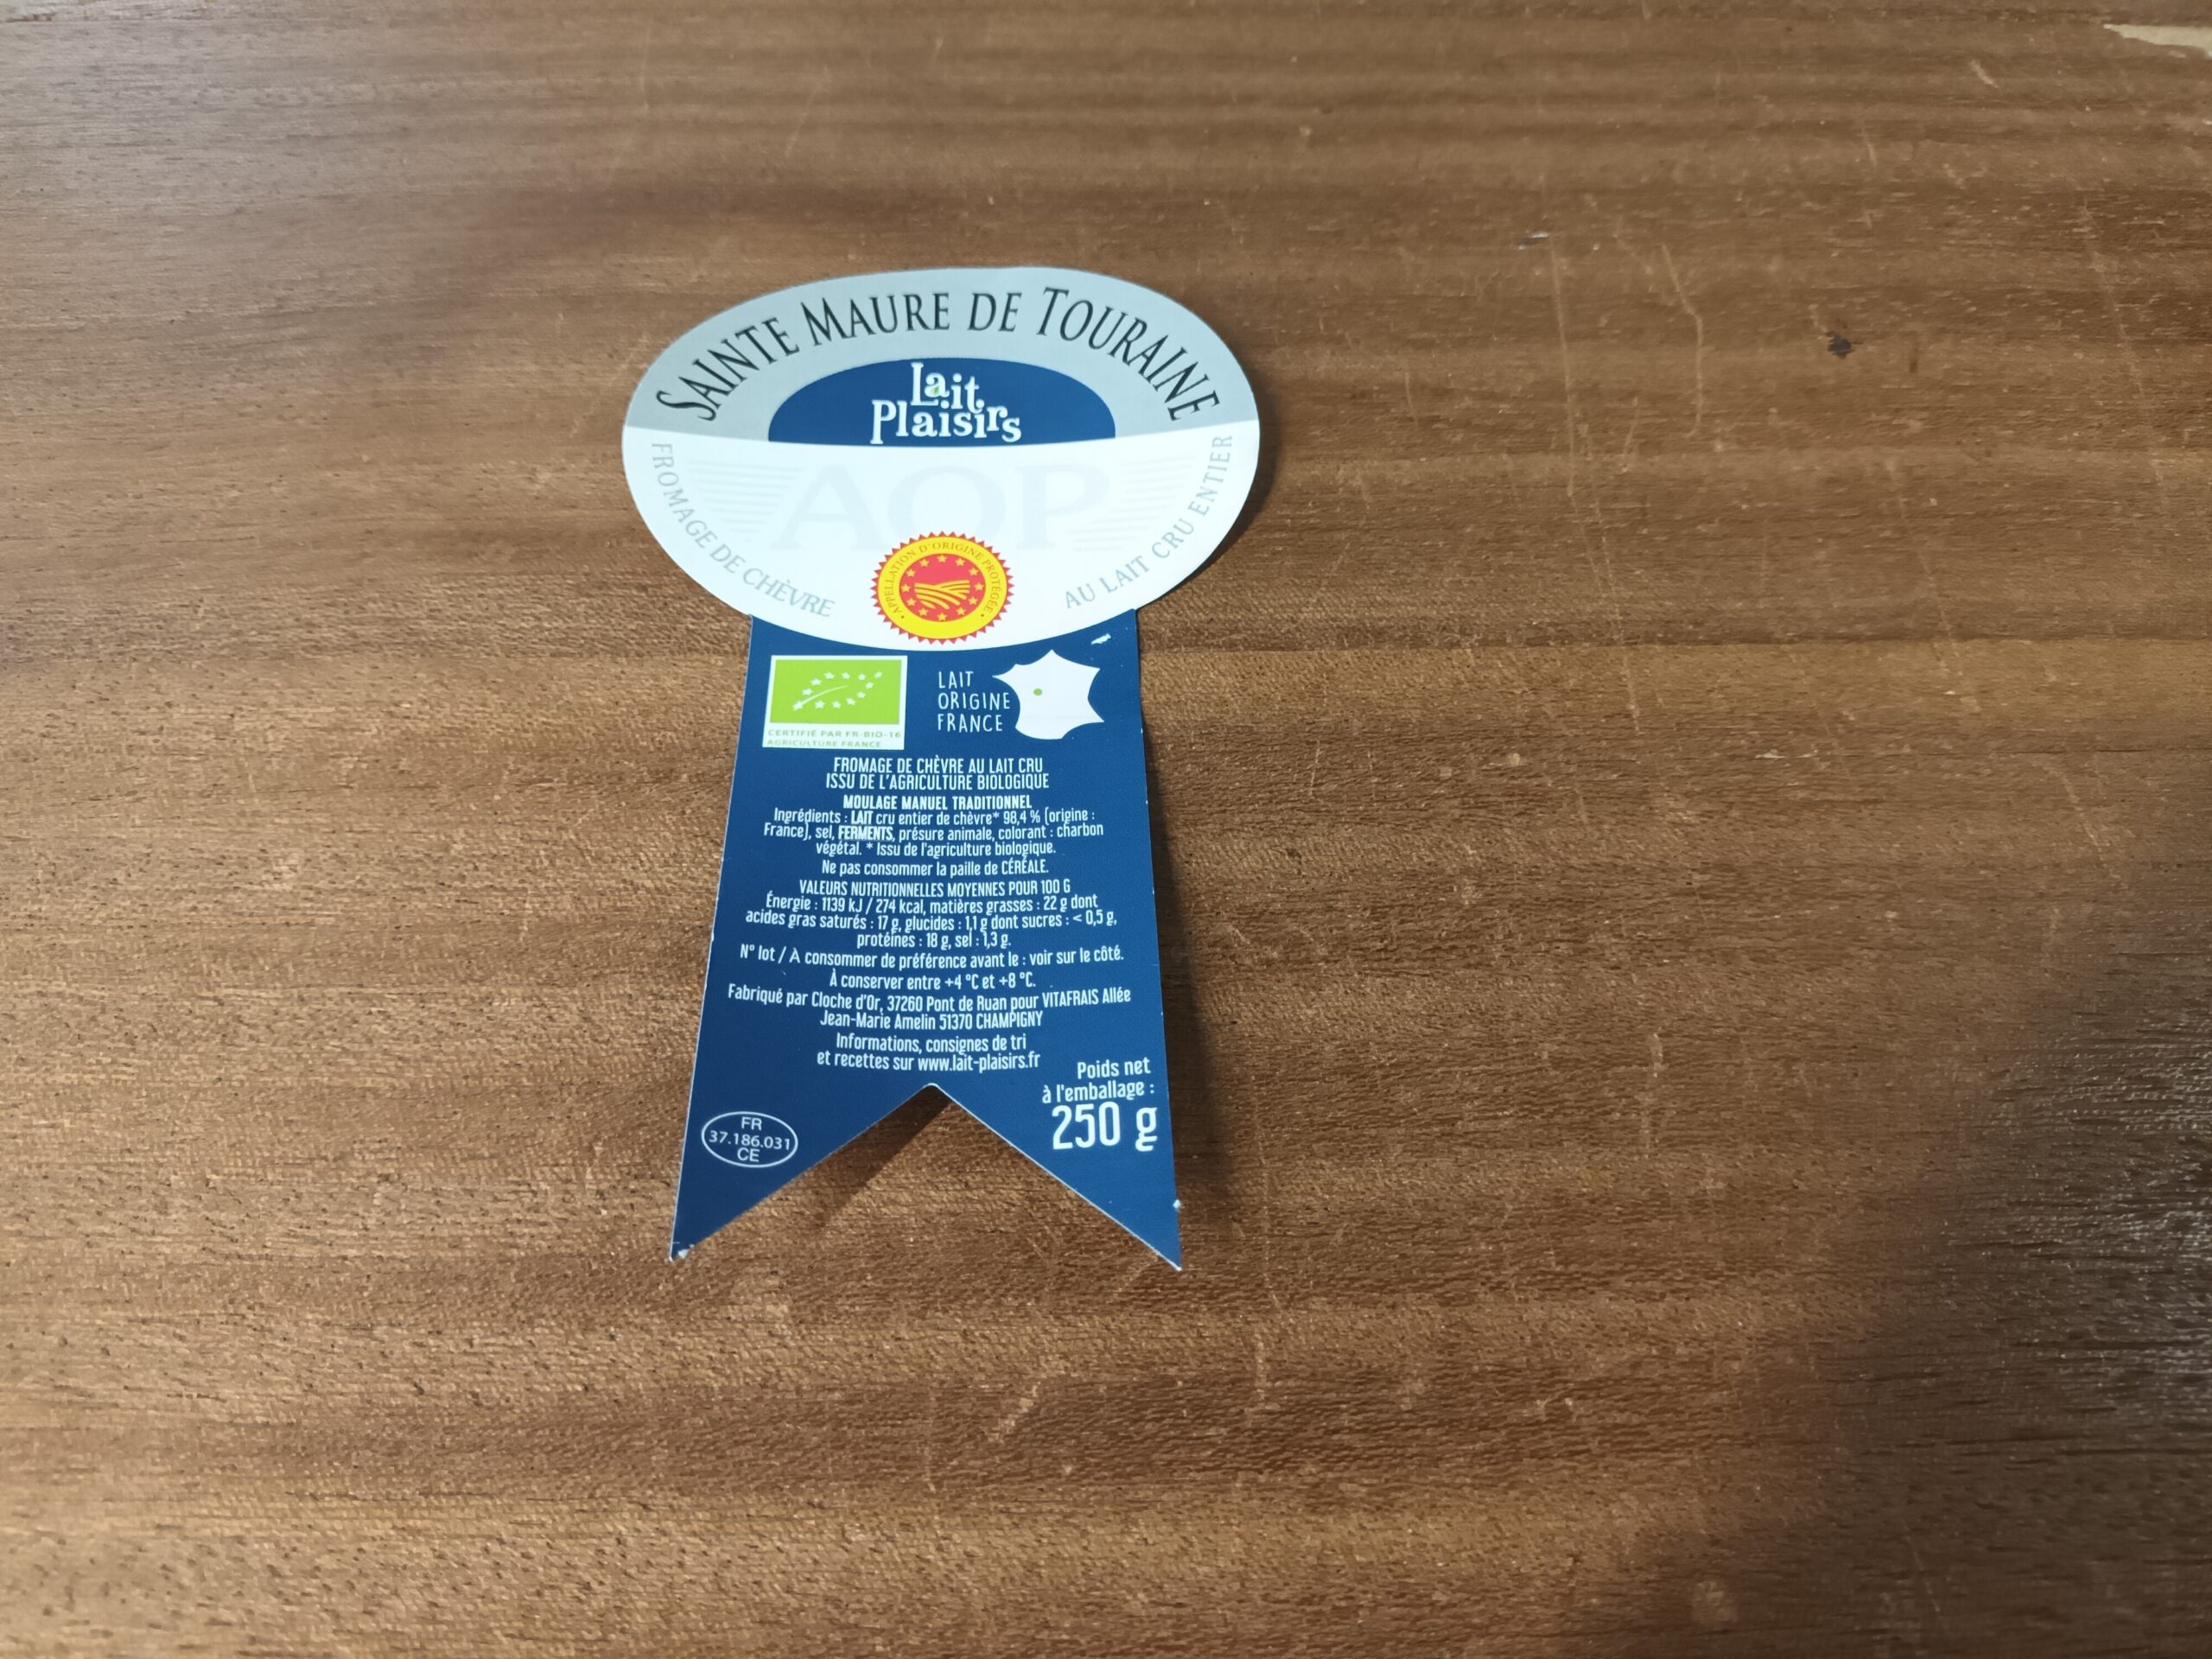 SAINTE MAURE DE TOURAINE
Lait
Plaisirs
AOP
FROMAGE DE CHÈVRE
AU LAIT CRU ENTIER
APPELLATION D'ORIGINE PROTÉGÉE
CERTIFIÉ PAR FR-BIO-16
AGRICULTURE FRANCE
LAIT
ORIGINE
FRANCE
FROMAGE DE CHÈVRE AU LAIT CRU
ISSU DE L'AGRICULTURE BIOLOGIQUE
MOULAGE MANUEL TRADITIONNEL
Ingrédients : LAIT cru entier de chèvre* 98,4 % (origine :
France), sel, FERMENTS, présure animale, colorant : charbon
végétal. * Issu de l'agriculture biologique.
Ne pas consommer la paille de CÉRÉALE.
VALEURS NUTRITIONNELLES MOYENNES POUR 100 G
Énergie : 1139 kJ / 274 kcal, matières grasses : 22 g dont
acides gras saturés : 17 g, glucides : 1,1 g dont sucres : < 0,5 g,
protéines : 18 g, sel : 1,3 g.
N° lot / À consommer de préférence avant le : voir sur le côté.
À conserver entre +4 °C et +8 °C.
Fabriqué par Cloche d'Or, 37260 Pont de Ruan pour VITAFRAIS Allée
Jean-Marie Amelin 51370 CHAMPIGNY
Informations, consignes de tri
et recettes sur www.lait-plaisirs.fr
Poids net
à l'emballage :
250 g
FR
37.186.031
CE